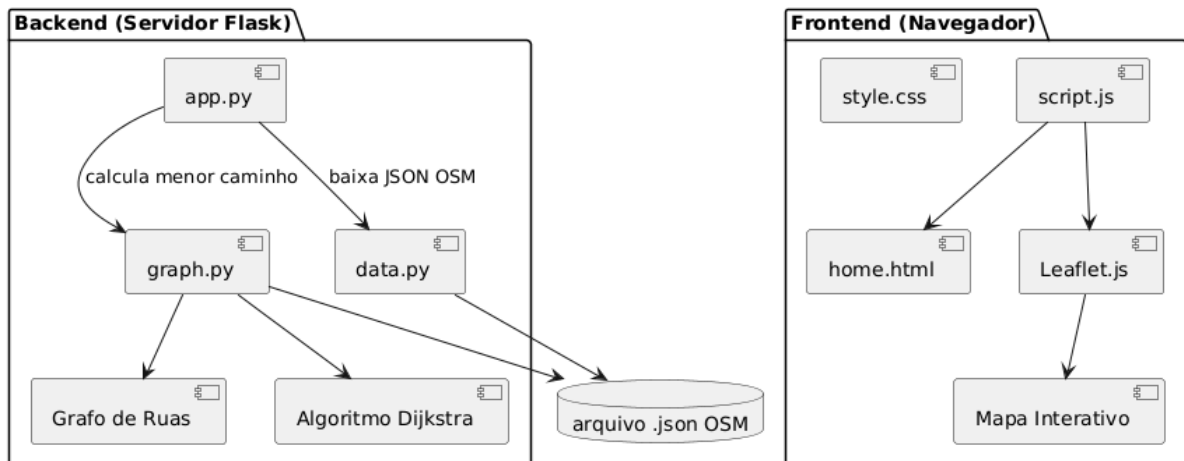 Backend (Servidor Flask)
Frontend (Navegador)
app.py
style.css
script.js
calcula menor caminho
baixa JSON OSM
graph.py
data.py
home.html
Leaflet.js
Grafo de Ruas
Algoritmo Dijkstra
arquivo .json OSM
Mapa Interativo